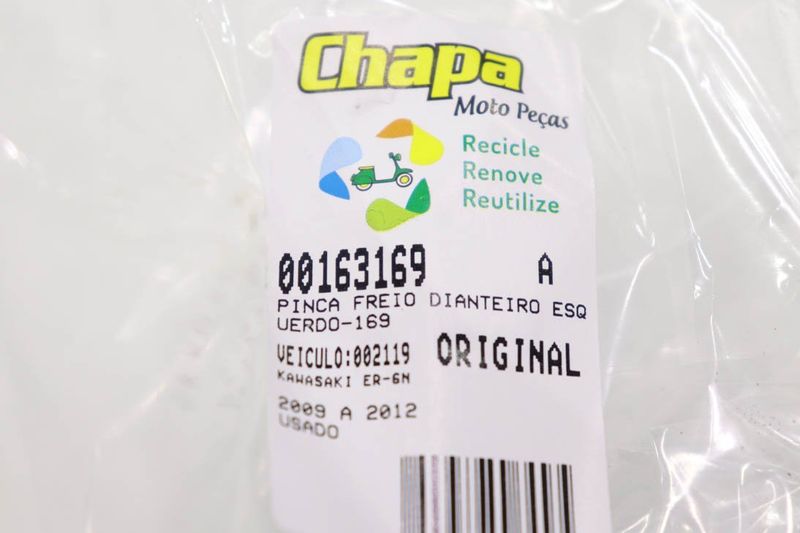 Chapa
Moto Peças
Recicle
Renove
Reutilize
00163169 A
PINCA FREIO DIANTEIRO ESQ
UERDO-169
VEICULO:002119 ORIGINAL
KAWASAKI ER-6N
2009 A 2012
USADO